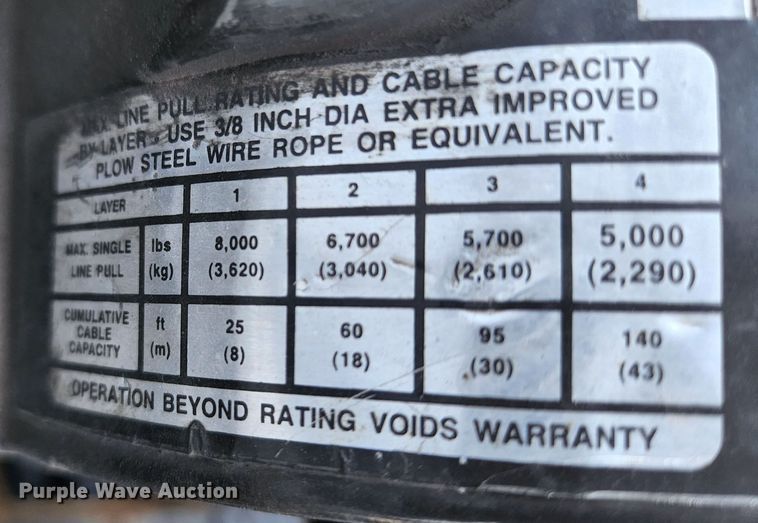 MAX. LINE PULL RATING AND CABLE CAPACITY
BY LAYER. USE 3/8 INCH DIA EXTRA IMPROVED
PLOW STEEL WIRE ROPE OR EQUIVALENT.
LAYER 1 2 3 4
MAX. SINGLE LINE PULL lbs (kg) 8,000 (3,620) 6,700 (3,040) 5,700 (2,610) 5,000 (2,290)
CUMULATIVE CABLE CAPACITY ft (m) 25 (8) 60 (18) 95 (30) 140 (43)
OPERATION BEYOND RATING VOIDS WARRANTY
Purple Wave Auction